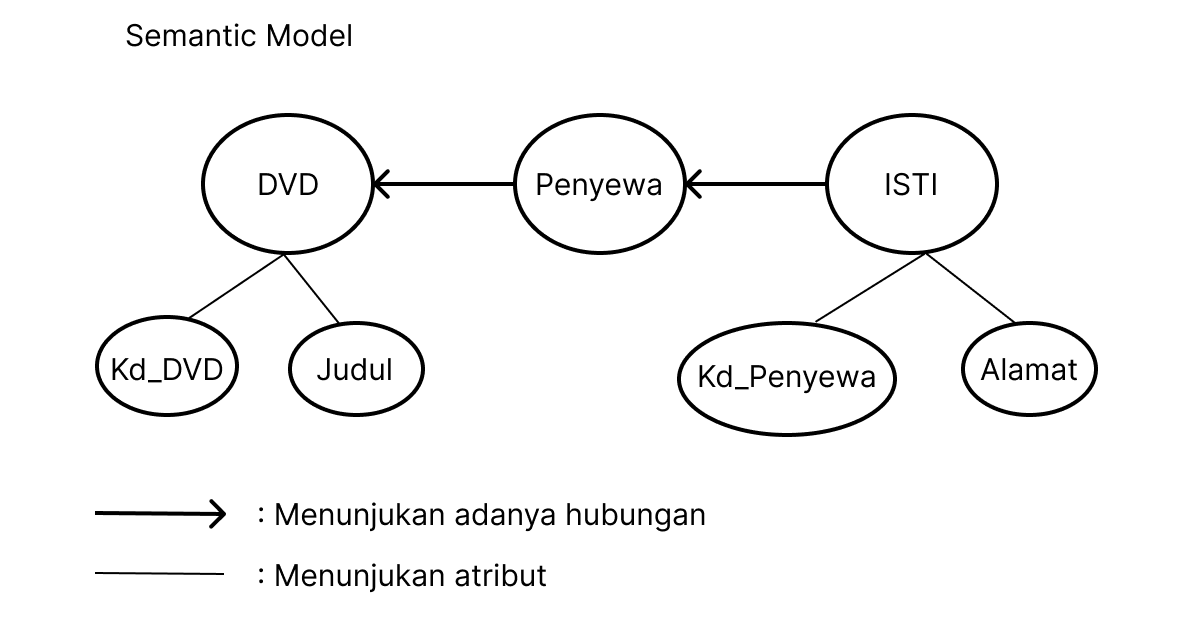 Semantic Model
DVD
Penyewa
ISTI
Kd_DVD
Judul
Kd_Penyewa
Alamat
: Menunjukan adanya hubungan
: Menunjukan atribut